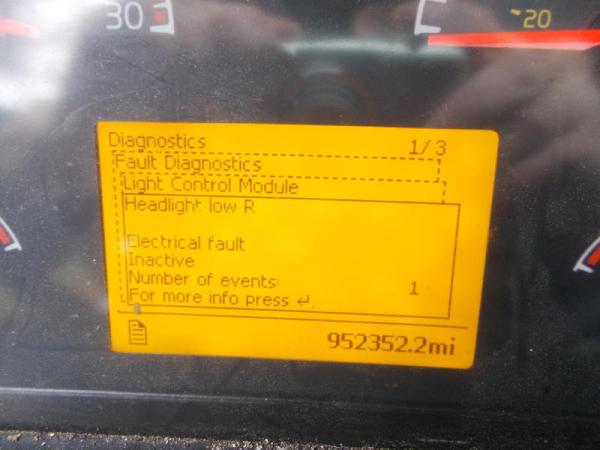 30
-20
Diagnostics 1/3
Fault Diagnostics
Light Control Module
Headlight low R
Electrical fault
Inactive
Number of events: 1
For more info press ↵.
952352.2mi